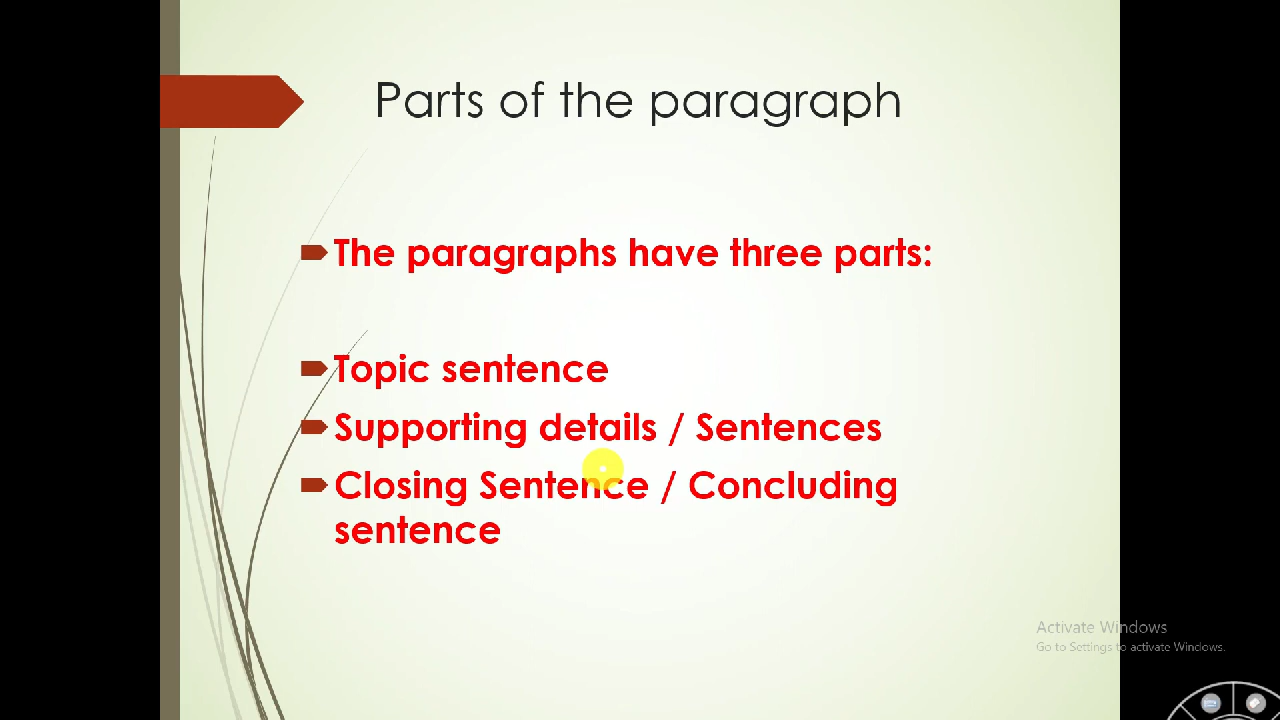 Parts of the paragraph
The paragraphs have three parts:
Topic sentence
Supporting details / Sentences
Closing Sentence / Concluding
sentence
Activate Windows
Go to Settings to activate Windows.